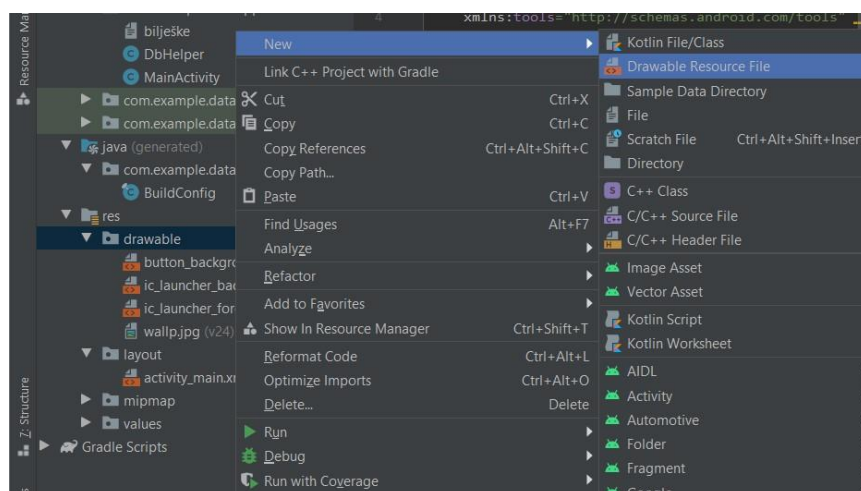 Resource Ma
Z: Structure
bilješke
DbHelper
MainActivity
com.example.data
com.example.data
java (generated)
com.example.data
BuildConfig
res
drawable
button_backgro
ic_launcher_bac
ic_launcher_for
wallp.jpg (v24)
layout
activity_main.xm
mipmap
values
Gradle Scripts
4 xmlns:tools="http://schemas.android.com/tools"
New
Link C++ Project with Gradle
Cut Ctrl+X
Copy Ctrl+C
Copy References Ctrl+Alt+Shift+C
Copy Path...
Paste Ctrl+V
Find Usages Alt+F7
Analyze
Refactor
Add to Favorites
Show In Resource Manager Ctrl+Shift+T
Reformat Code Ctrl+Alt+L
Optimize Imports Ctrl+Alt+O
Delete... Delete
Run
Debug
Run with Coverage
Kotlin File/Class
Drawable Resource File
Sample Data Directory
File
Scratch File Ctrl+Alt+Shift+Inser
Directory
C++ Class
C/C++ Source File
C/C++ Header File
Image Asset
Vector Asset
Kotlin Script
Kotlin Worksheet
AIDL
Activity
Automotive
Folder
Fragment